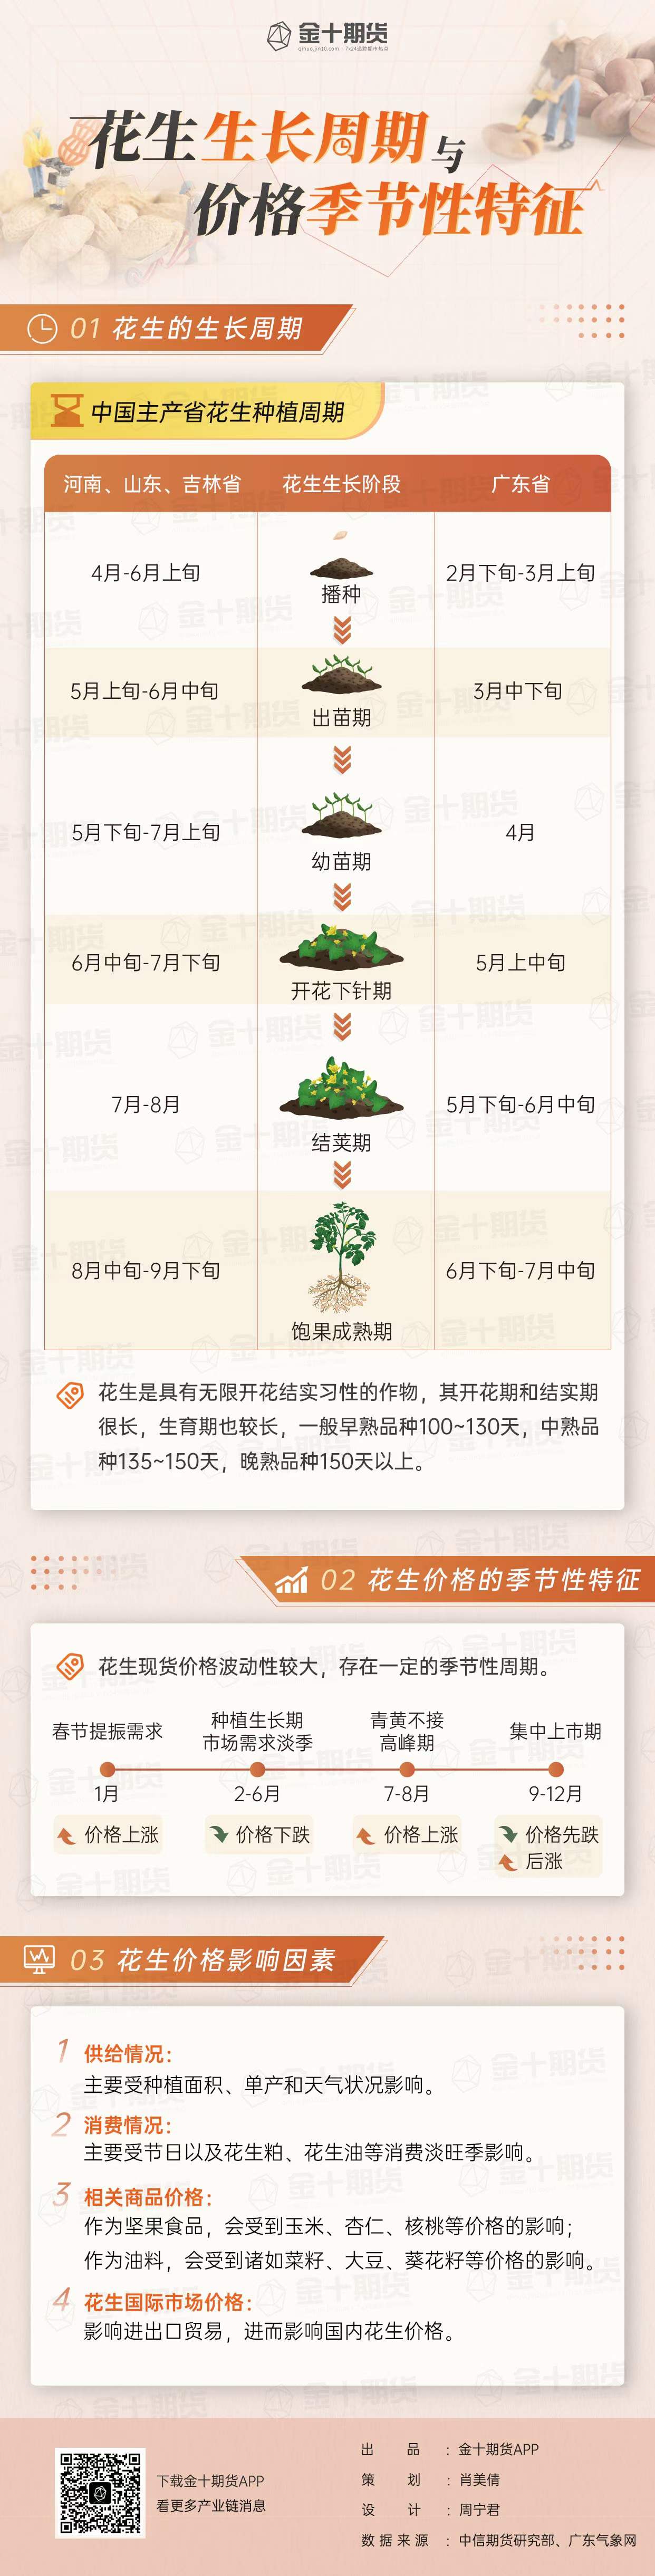 金十期货
qihuo.jin10.com | 7x24追踪期市热点
花生生长周期与
价格季节性特征
01 花生的生长周期
中国主产省花生种植周期
河南、山东、吉林省 花生生长阶段 广东省
4月-6月上旬 播种 2月下旬-3月上旬
5月上旬-6月中旬 出苗期 3月中下旬
5月下旬-7月上旬 幼苗期 4月
6月中旬-7月下旬 开花下针期 5月上中旬
7月-8月 结荚期 5月下旬-6月中旬
8月中旬-9月下旬 饱果成熟期 6月下旬-7月中旬
花生是具有无限开花结实习性的作物，其开花期和结实期
很长，生育期也较长，一般早熟品种100~130天，中熟品
种135~150天，晚熟品种150天以上。
02 花生价格的季节性特征
花生现货价格波动性较大，存在一定的季节性周期。
春节提振需求
种植生长期
市场需求淡季
青黄不接
高峰期
集中上市期
1月 2-6月 7-8月 9-12月
价格上涨 价格下跌 价格上涨 价格先跌
后涨
03 花生价格影响因素
1 供给情况：
主要受种植面积、单产和天气状况影响。
2 消费情况：
主要受节日以及花生粕、花生油等消费淡旺季影响。
3 相关商品价格：
作为坚果食品，会受到玉米、杏仁、核桃等价格的影响；
作为油料，会受到诸如菜籽、大豆、葵花籽等价格的影响。
4 花生国际市场价格：
影响进出口贸易，进而影响国内花生价格。
下载金十期货APP
看更多产业链消息
出品：金十期货APP
策划：肖美倩
设计：周宁君
数据来源：中信期货研究部、广东气象网